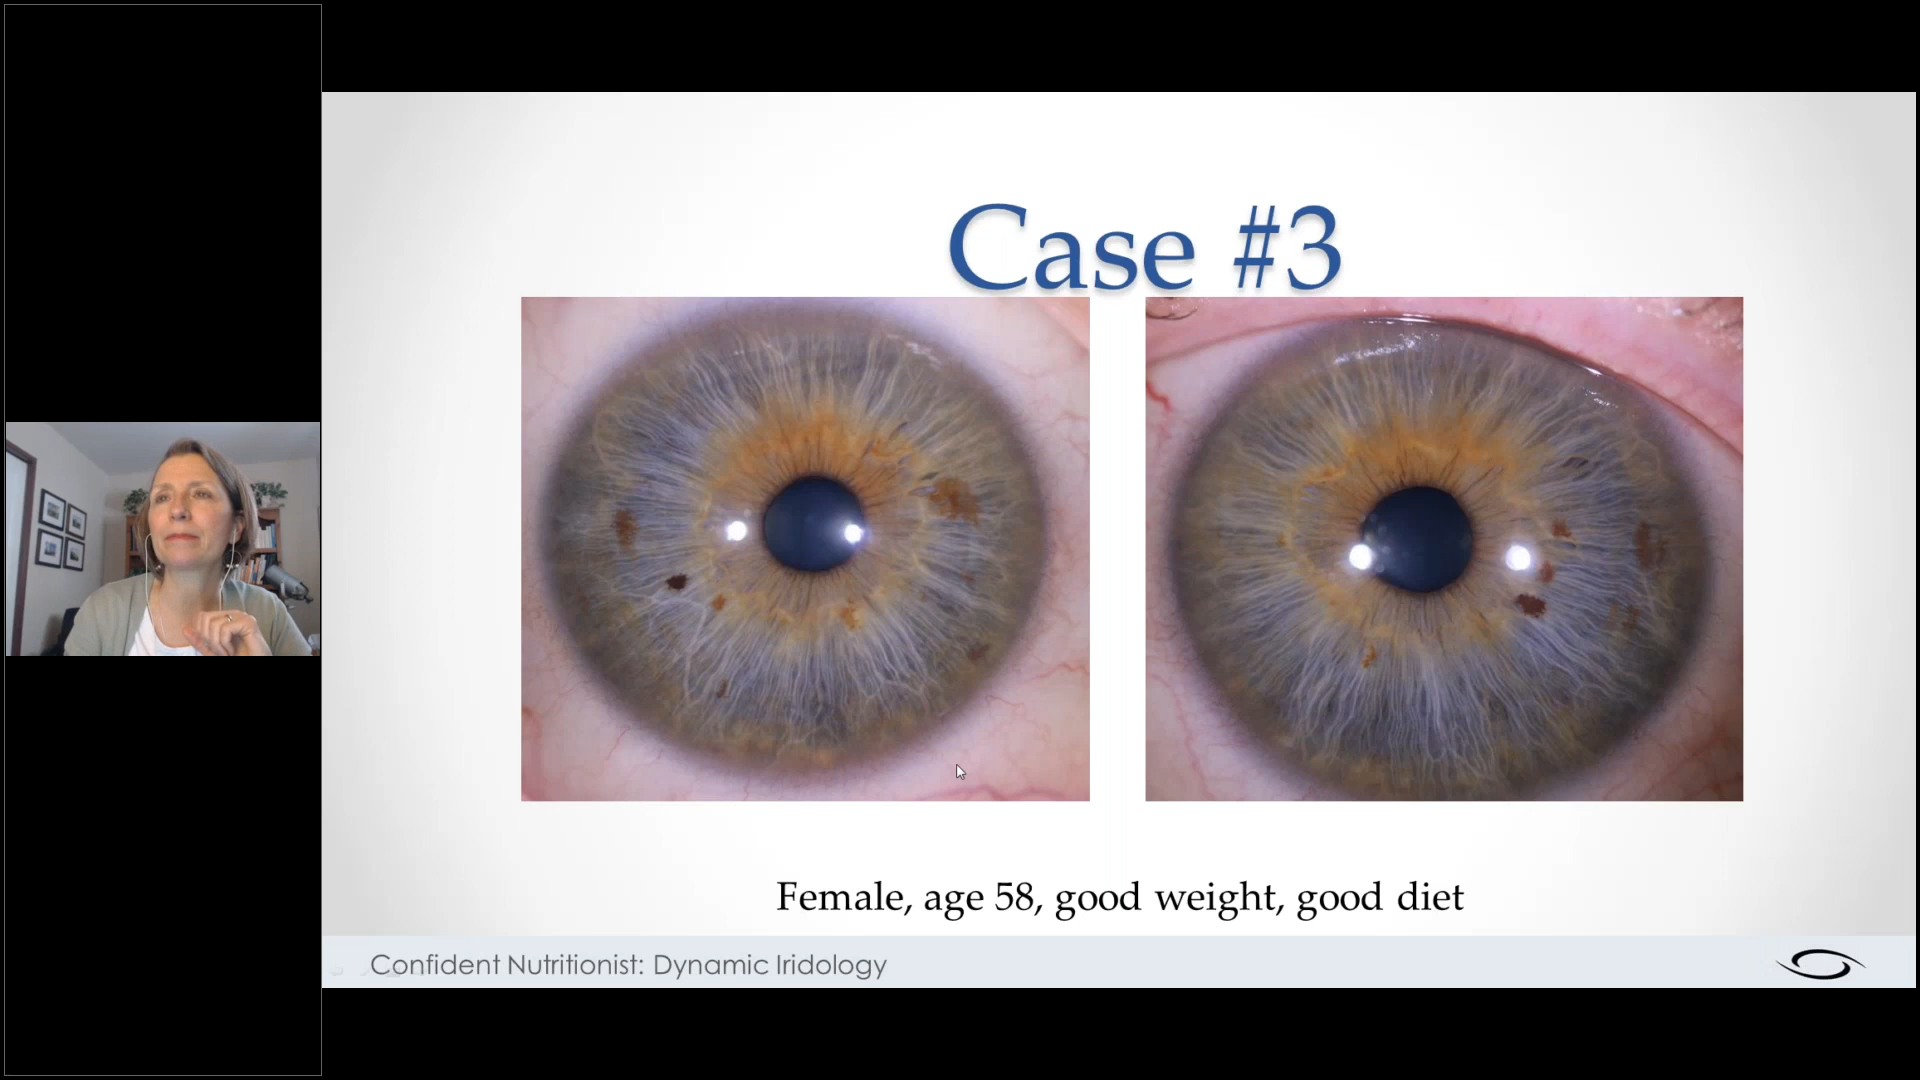 Case #3
Female, age 58, good weight, good diet
Confident Nutritionist: Dynamic Iridology